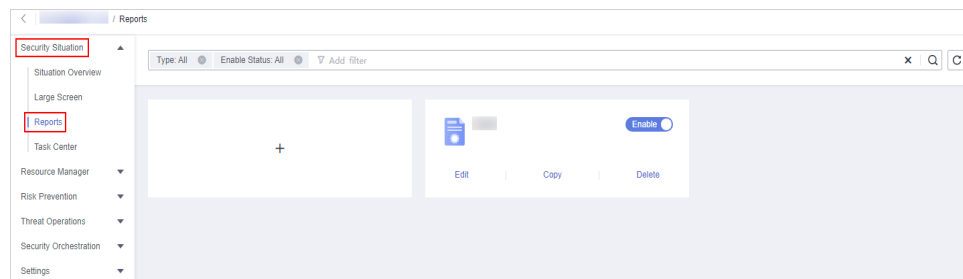 / Reports
Security Situation
Type: All Enable Status: All Add filter
Situation Overview
Large Screen
Reports
Enable
Task Center
Resource Manager
Edit Copy Delete
Risk Prevention
Threat Operations
Security Orchestration
Settings